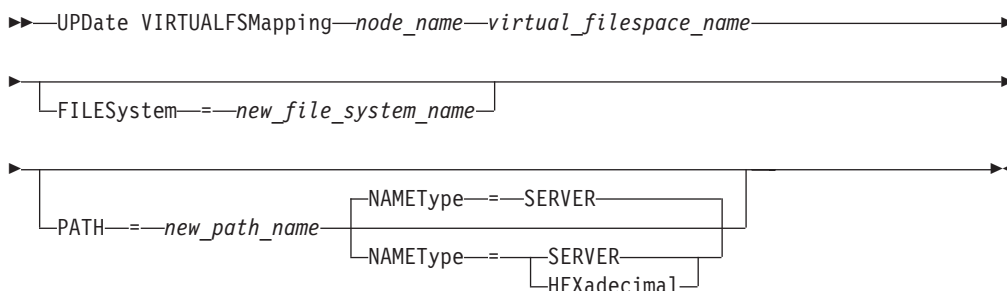 UPDate VIRTUALFSMapping node_name virtual_filespace_name
FILESystem = new_file_system_name
NAMEType = SERVER
PATH = new_path_name
NAMEType = SERVER
HEXadecimal